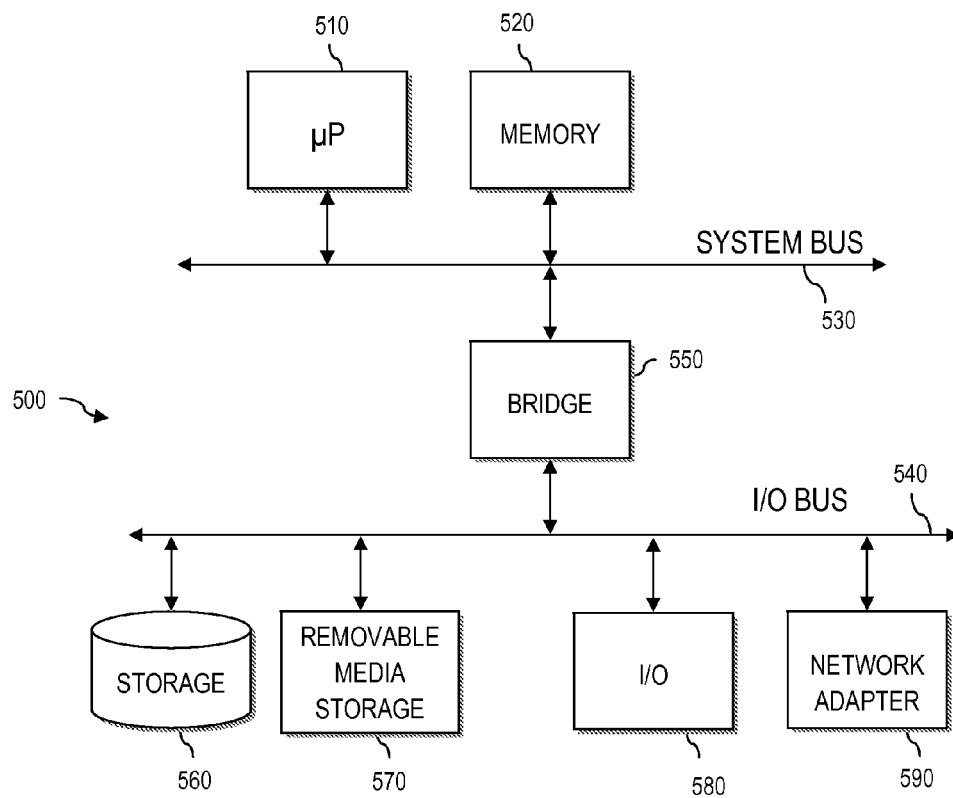 510
520
µP
MEMORY
SYSTEM BUS
530
550
BRIDGE
500
540
I/O BUS
STORAGE
REMOVABLE
MEDIA
STORAGE
I/O
NETWORK
ADAPTER
560
570
580
590